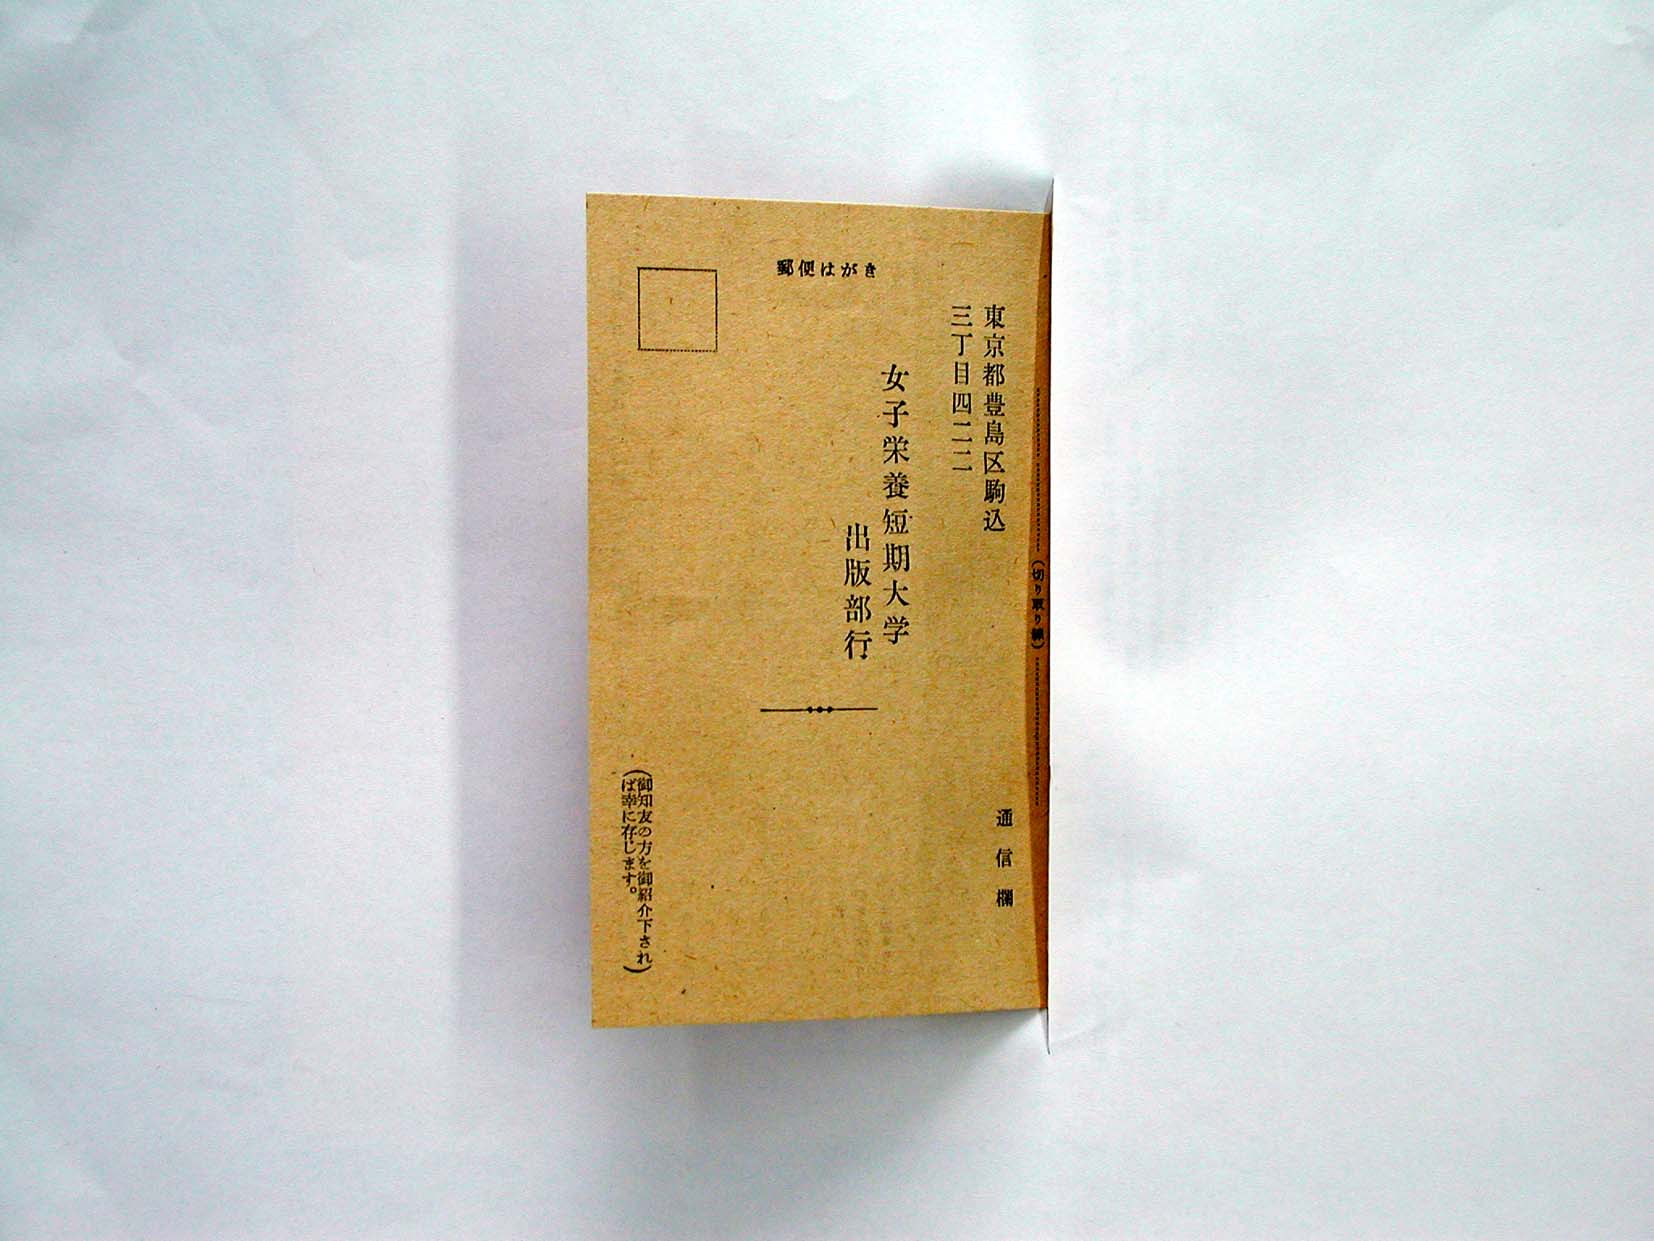 郵便はがき
東京都豊島区駒込
三丁目四二二
女子栄養短期大学
出版部行
(切り取り線)
通信欄
(御知友の方を御紹介下され
ば幸に存じます。)